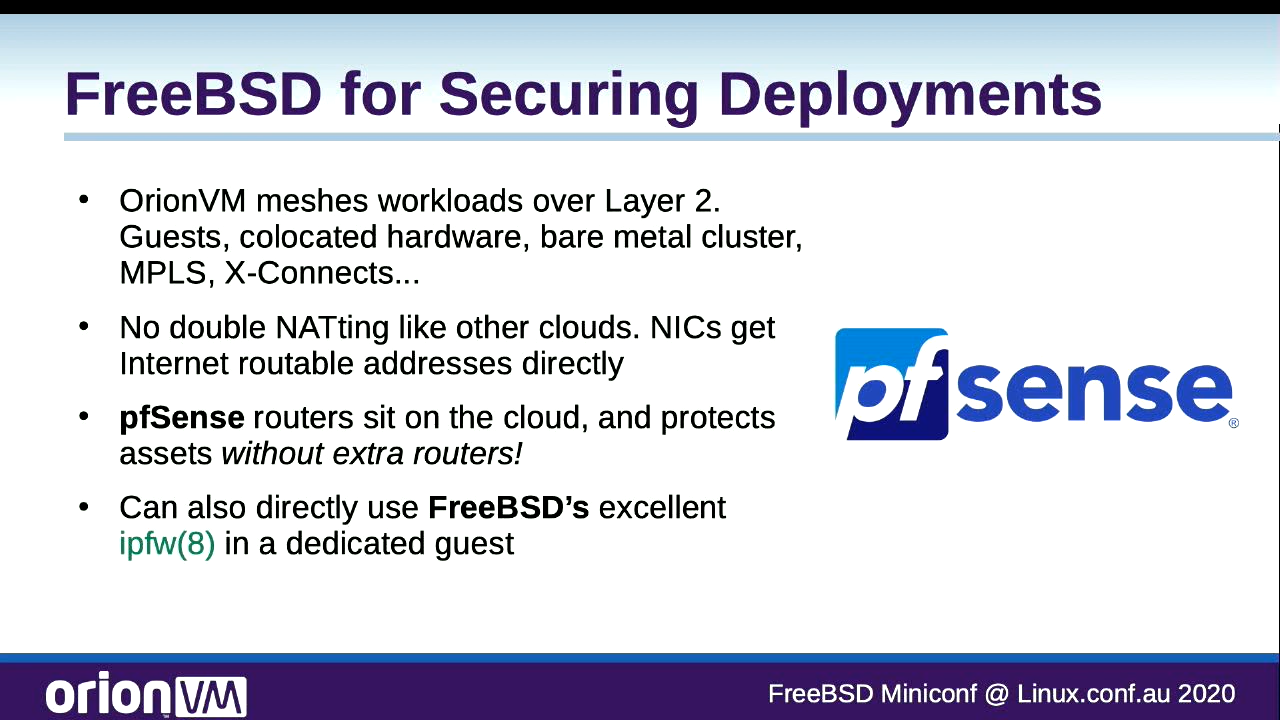 FreeBSD for Securing Deployments
• OrionVM meshes workloads over Layer 2.
Guests, colocated hardware, bare metal cluster,
MPLS, X-Connects...
• No double NATting like other clouds. NICs get
Internet routable addresses directly
• pfSense routers sit on the cloud, and protects
assets without extra routers!
• Can also directly use FreeBSD’s excellent
ipfw(8) in a dedicated guest
pfsense®
orionVM™
FreeBSD Miniconf @ Linux.conf.au 2020